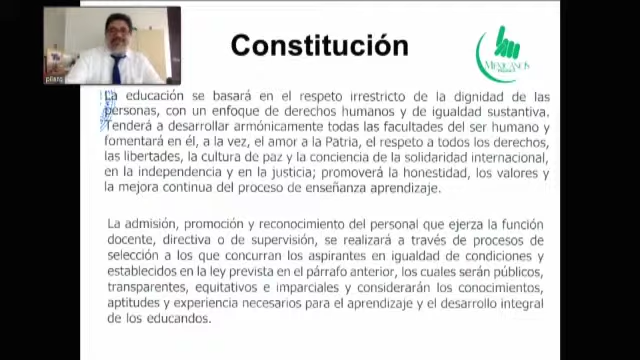 Constitución
MEXICANOS
La educación se basará en el respeto irrestricto de la dignidad de las
personas, con un enfoque de derechos humanos y de igualdad sustantiva.
Tenderá a desarrollar armónicamente todas las facultades del ser humano y
fomentará en él, a la vez, el amor a la Patria, el respeto a todos los derechos,
las libertades, la cultura de paz y la conciencia de la solidaridad internacional,
en la independencia y en la justicia; promoverá la honestidad, los valores y
la mejora continua del proceso de enseñanza aprendizaje.
La admisión, promoción y reconocimiento del personal que ejerza la función
docente, directiva o de supervisión, se realizará a través de procesos de
selección a los que concurran los aspirantes en igualdad de condiciones y
establecidos en la ley prevista en el párrafo anterior, los cuales serán públicos,
transparentes, equitativos e imparciales y considerarán los conocimientos,
aptitudes y experiencia necesarios para el aprendizaje y el desarrollo integral
de los educandos.